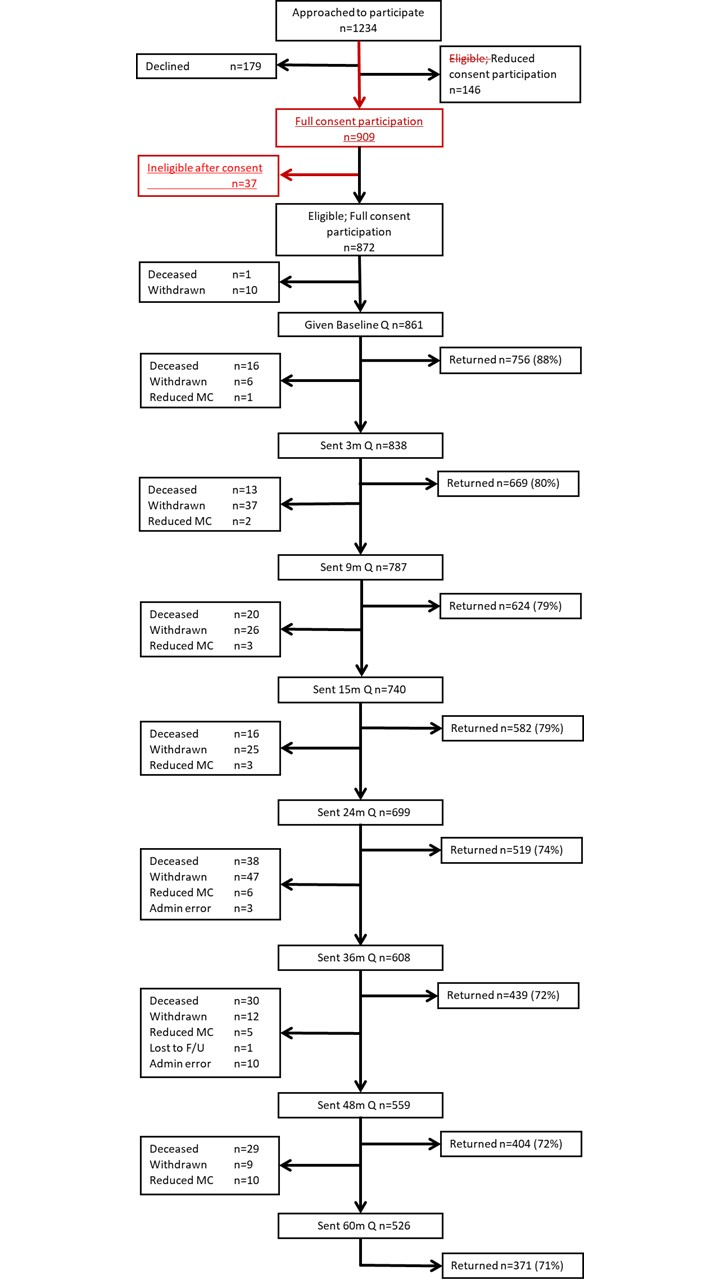 Approached to participate
n=1234
Declined n=179
Eligible; Reduced
consent participation
n=146
Full consent participation
n=909
Ineligible after consent
n=37
Eligible; Full consent
participation
n=872
Deceased n=1
Withdrawn n=10
Given Baseline Q n=861
Returned n=756 (88%)
Deceased n=16
Withdrawn n=6
Reduced MC n=1
Sent 3m Q n=838
Returned n=669 (80%)
Deceased n=13
Withdrawn n=37
Reduced MC n=2
Sent 9m Q n=787
Returned n=624 (79%)
Deceased n=20
Withdrawn n=26
Reduced MC n=3
Sent 15m Q n=740
Returned n=582 (79%)
Deceased n=16
Withdrawn n=25
Reduced MC n=3
Sent 24m Q n=699
Returned n=519 (74%)
Deceased n=38
Withdrawn n=47
Reduced MC n=6
Admin error n=3
Sent 36m Q n=608
Returned n=439 (72%)
Deceased n=30
Withdrawn n=12
Reduced MC n=5
Lost to F/U n=1
Admin error n=10
Sent 48m Q n=559
Returned n=404 (72%)
Deceased n=29
Withdrawn n=9
Reduced MC n=10
Sent 60m Q n=526
Returned n=371 (71%)